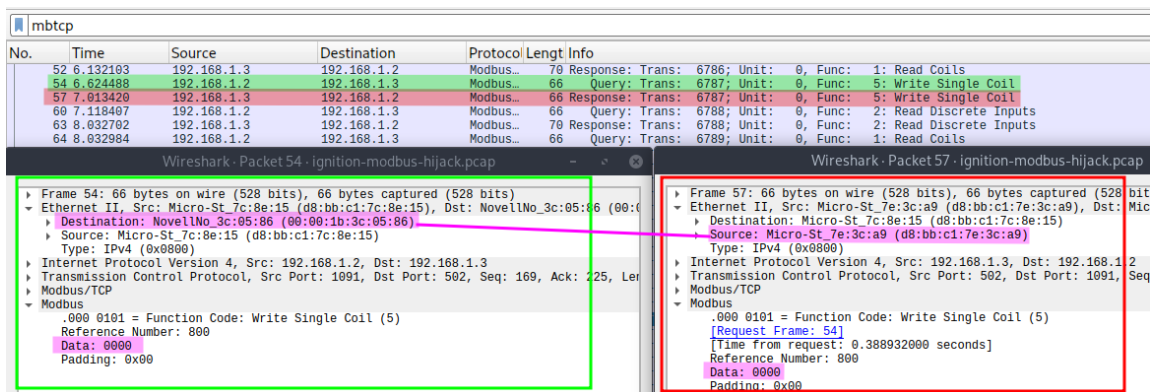 mbtcp
No. Time Source Destination Protocol Lengt Info
52 6.132103 192.168.1.3 192.168.1.2 Modbus… 70 Response: Trans: 6786; Unit: 0, Func: 1: Read Coils
54 6.624488 192.168.1.2 192.168.1.3 Modbus… 66 Query: Trans: 6787; Unit: 0, Func: 5: Write Single Coil
57 7.013420 192.168.1.3 192.168.1.2 Modbus… 66 Response: Trans: 6787; Unit: 0, Func: 5: Write Single Coil
60 7.118407 192.168.1.2 192.168.1.3 Modbus… 66 Query: Trans: 6788; Unit: 0, Func: 2: Read Discrete Inputs
63 8.032702 192.168.1.3 192.168.1.2 Modbus… 70 Response: Trans: 6788; Unit: 0, Func: 2: Read Discrete Inputs
64 8.032984 192.168.1.2 192.168.1.3 Modbus… 66 Query: Trans: 6789; Unit: 0, Func: 1: Read Coils
Wireshark · Packet 54 · ignition-modbus-hijack.pcap
Frame 54: 66 bytes on wire (528 bits), 66 bytes captured (528 bits)
Ethernet II, Src: Micro-St_7c:8e:15 (d8:bb:c1:7c:8e:15), Dst: NovellNo_3c:05:86 (00:0
Destination: NovellNo_3c:05:86 (00:00:1b:3c:05:86)
Source: Micro-St_7c:8e:15 (d8:bb:c1:7c:8e:15)
Type: IPv4 (0x0800)
Internet Protocol Version 4, Src: 192.168.1.2, Dst: 192.168.1.3
Transmission Control Protocol, Src Port: 1091, Dst Port: 502, Seq: 169, Ack: 225, Len
Modbus/TCP
Modbus
.000 0101 = Function Code: Write Single Coil (5)
Reference Number: 800
Data: 0000
Padding: 0x00
Wireshark · Packet 57 · ignition-modbus-hijack.pcap
Frame 57: 66 bytes on wire (528 bits), 66 bytes captured (528 bit
Ethernet II, Src: Micro-St_7e:3c:a9 (d8:bb:c1:7e:3c:a9), Dst: Mic
Destination: Micro-St_7c:8e:15 (d8:bb:c1:7c:8e:15)
Source: Micro-St_7e:3c:a9 (d8:bb:c1:7e:3c:a9)
Type: IPv4 (0x0800)
Internet Protocol Version 4, Src: 192.168.1.3, Dst: 192.168.1.2
Transmission Control Protocol, Src Port: 502, Dst Port: 1091, Seq
Modbus/TCP
Modbus
.000 0101 = Function Code: Write Single Coil (5)
[Request Frame: 54]
[Time from request: 0.388932000 seconds]
Reference Number: 800
Data: 0000
Padding: 0x00